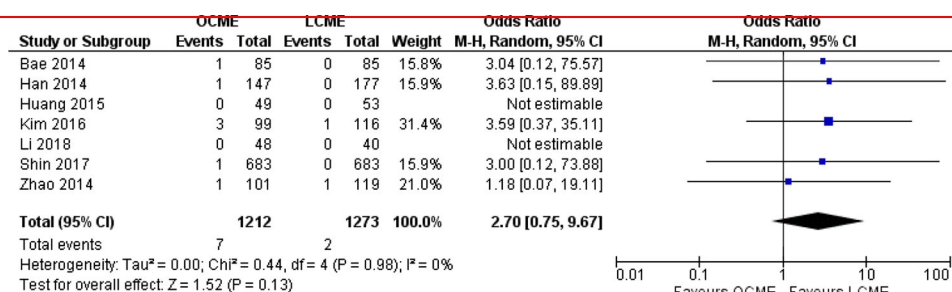 OCME LCME Odds Ratio Odds Ratio
Study or Subgroup Events Total Events Total Weight M-H, Random, 95% CI M-H, Random, 95% CI
Bae 2014 1 85 0 85 15.8% 3.04 [0.12, 75.57]
Han 2014 1 147 0 177 15.9% 3.63 [0.15, 89.89]
Huang 2015 0 49 0 53 Not estimable
Kim 2016 3 99 1 116 31.4% 3.59 [0.37, 35.11]
Li 2018 0 48 0 40 Not estimable
Shin 2017 1 683 0 683 15.9% 3.00 [0.12, 73.88]
Zhao 2014 1 101 1 119 21.0% 1.18 [0.07, 19.11]
Total (95% CI) 1212 1273 100.0% 2.70 [0.75, 9.67]
Total events 7 2
Heterogeneity: Tau² = 0.00; Chi² = 0.44, df = 4 (P = 0.98); I² = 0%
Test for overall effect: Z = 1.52 (P = 0.13)
0.01 0.1 1 10 100
Favours OCME Favours LCME